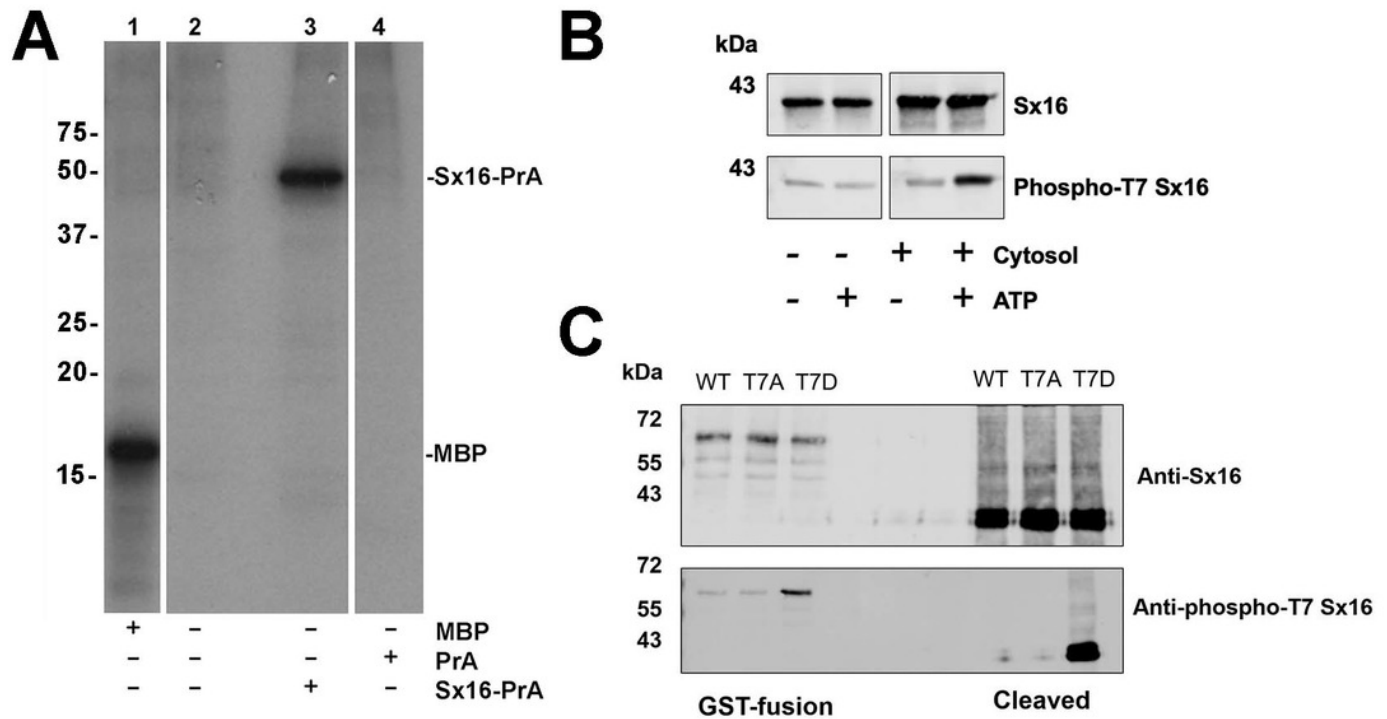 A
1 2 3 4
75-
50-
37-
25-
20-
15-
-Sx16-PrA
-MBP
+ - - - MBP
- - - + PrA
- - + - Sx16-PrA
B
kDa
43
Sx16
43
Phospho-T7 Sx16
- - + + Cytosol
- + - + ATP
C
kDa
WT T7A T7D WT T7A T7D
72
55
43
Anti-Sx16
72
55
43
Anti-phospho-T7 Sx16
GST-fusion Cleaved